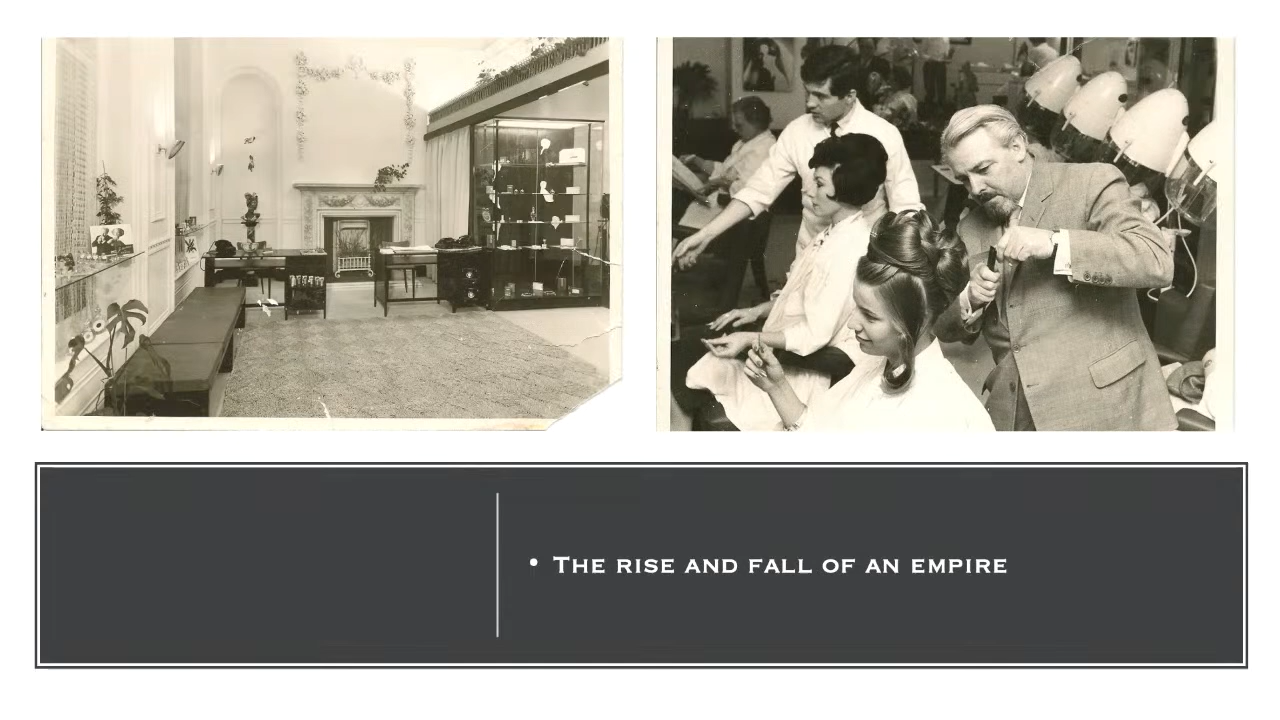 • The rise and fall of an empire